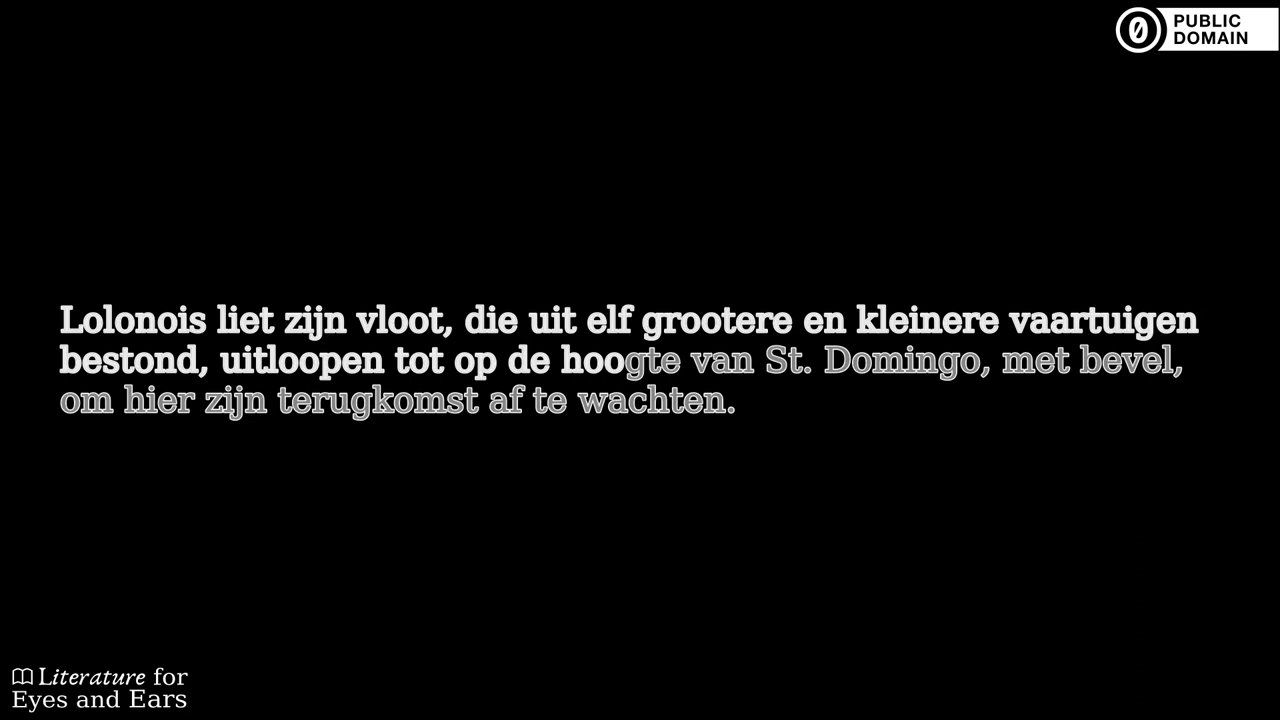 PUBLIC
DOMAIN
Lolonois liet zijn vloot, die uit elf grootere en kleinere vaartuigen
bestond, uitloopen tot op de hoogte van St. Domingo, met bevel,
om hier zijn terugkomst af te wachten.
Literature for
Eyes and Ears